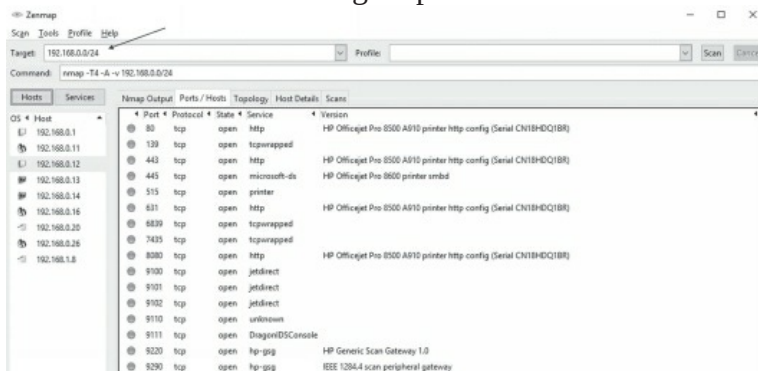 Zenmap
Scan Tools Profile Help
Target: 192.168.0.0/24 Profile: Scan
Command: nmap -T4 -A -v 192.168.0.0/24
Hosts Services Nmap Output Ports / Hosts Topology Host Details Scans
OS Host Port Protocol State Service Version
192.168.0.1 80 tcp open http HP Officejet Pro 8500 A910 printer http config (Serial CN18HDQ1BR)
192.168.0.11 139 tcp open tcpwrapped
192.168.0.12 443 tcp open http HP Officejet Pro 8500 A910 printer http config (Serial CN18HDQ1BR)
192.168.0.13 445 tcp open microsoft-ds HP Officejet Pro 8600 printer smbd
192.168.0.14 515 tcp open printer
192.168.0.16 631 tcp open http HP Officejet Pro 8500 A910 printer http config (Serial CN18HDQ1BR)
192.168.0.20 6839 tcp open tcpwrapped
192.168.0.26 7435 tcp open tcpwrapped
192.168.1.8 8080 tcp open http HP Officejet Pro 8500 A910 printer http config (Serial CN18HDQ1BR)
9100 tcp open jetdirect
9101 tcp open jetdirect
9102 tcp open jetdirect
9110 tcp open unknown
9111 tcp open DragonIDSConsole
9220 tcp open hp-gsg HP Generic Scan Gateway 1.0
9290 tcp open hp-gsg IEEE 1284.4 scan peripheral gateway